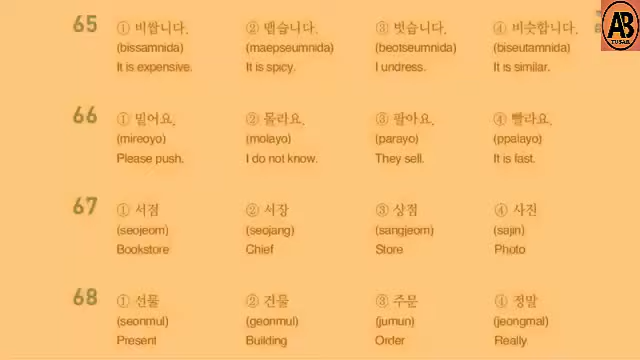 65 ① 비쌉니다. ② 맵습니다. ③ 벗습니다. ④ 비슷합니다.
(bissamnida) (maepseumnida) (beotseumnida) (biseutamnida)
It is expensive. It is spicy. I undress. It is similar.
66 ① 밀어요. ② 몰라요. ③ 팔아요. ④ 빨라요.
(mireoyo) (molayo) (parayo) (ppalayo)
Please push. I do not know. They sell. It is fast.
67 ① 서점 ② 서장 ③ 상점 ④ 사진
(seojeom) (seojang) (sangjeom) (sajin)
Bookstore Chief Store Photo
68 ① 선물 ② 건물 ③ 주문 ④ 정말
(seonmul) (geonmul) (jumun) (jeongmal)
Present Building Order Really
AB
TUSAR